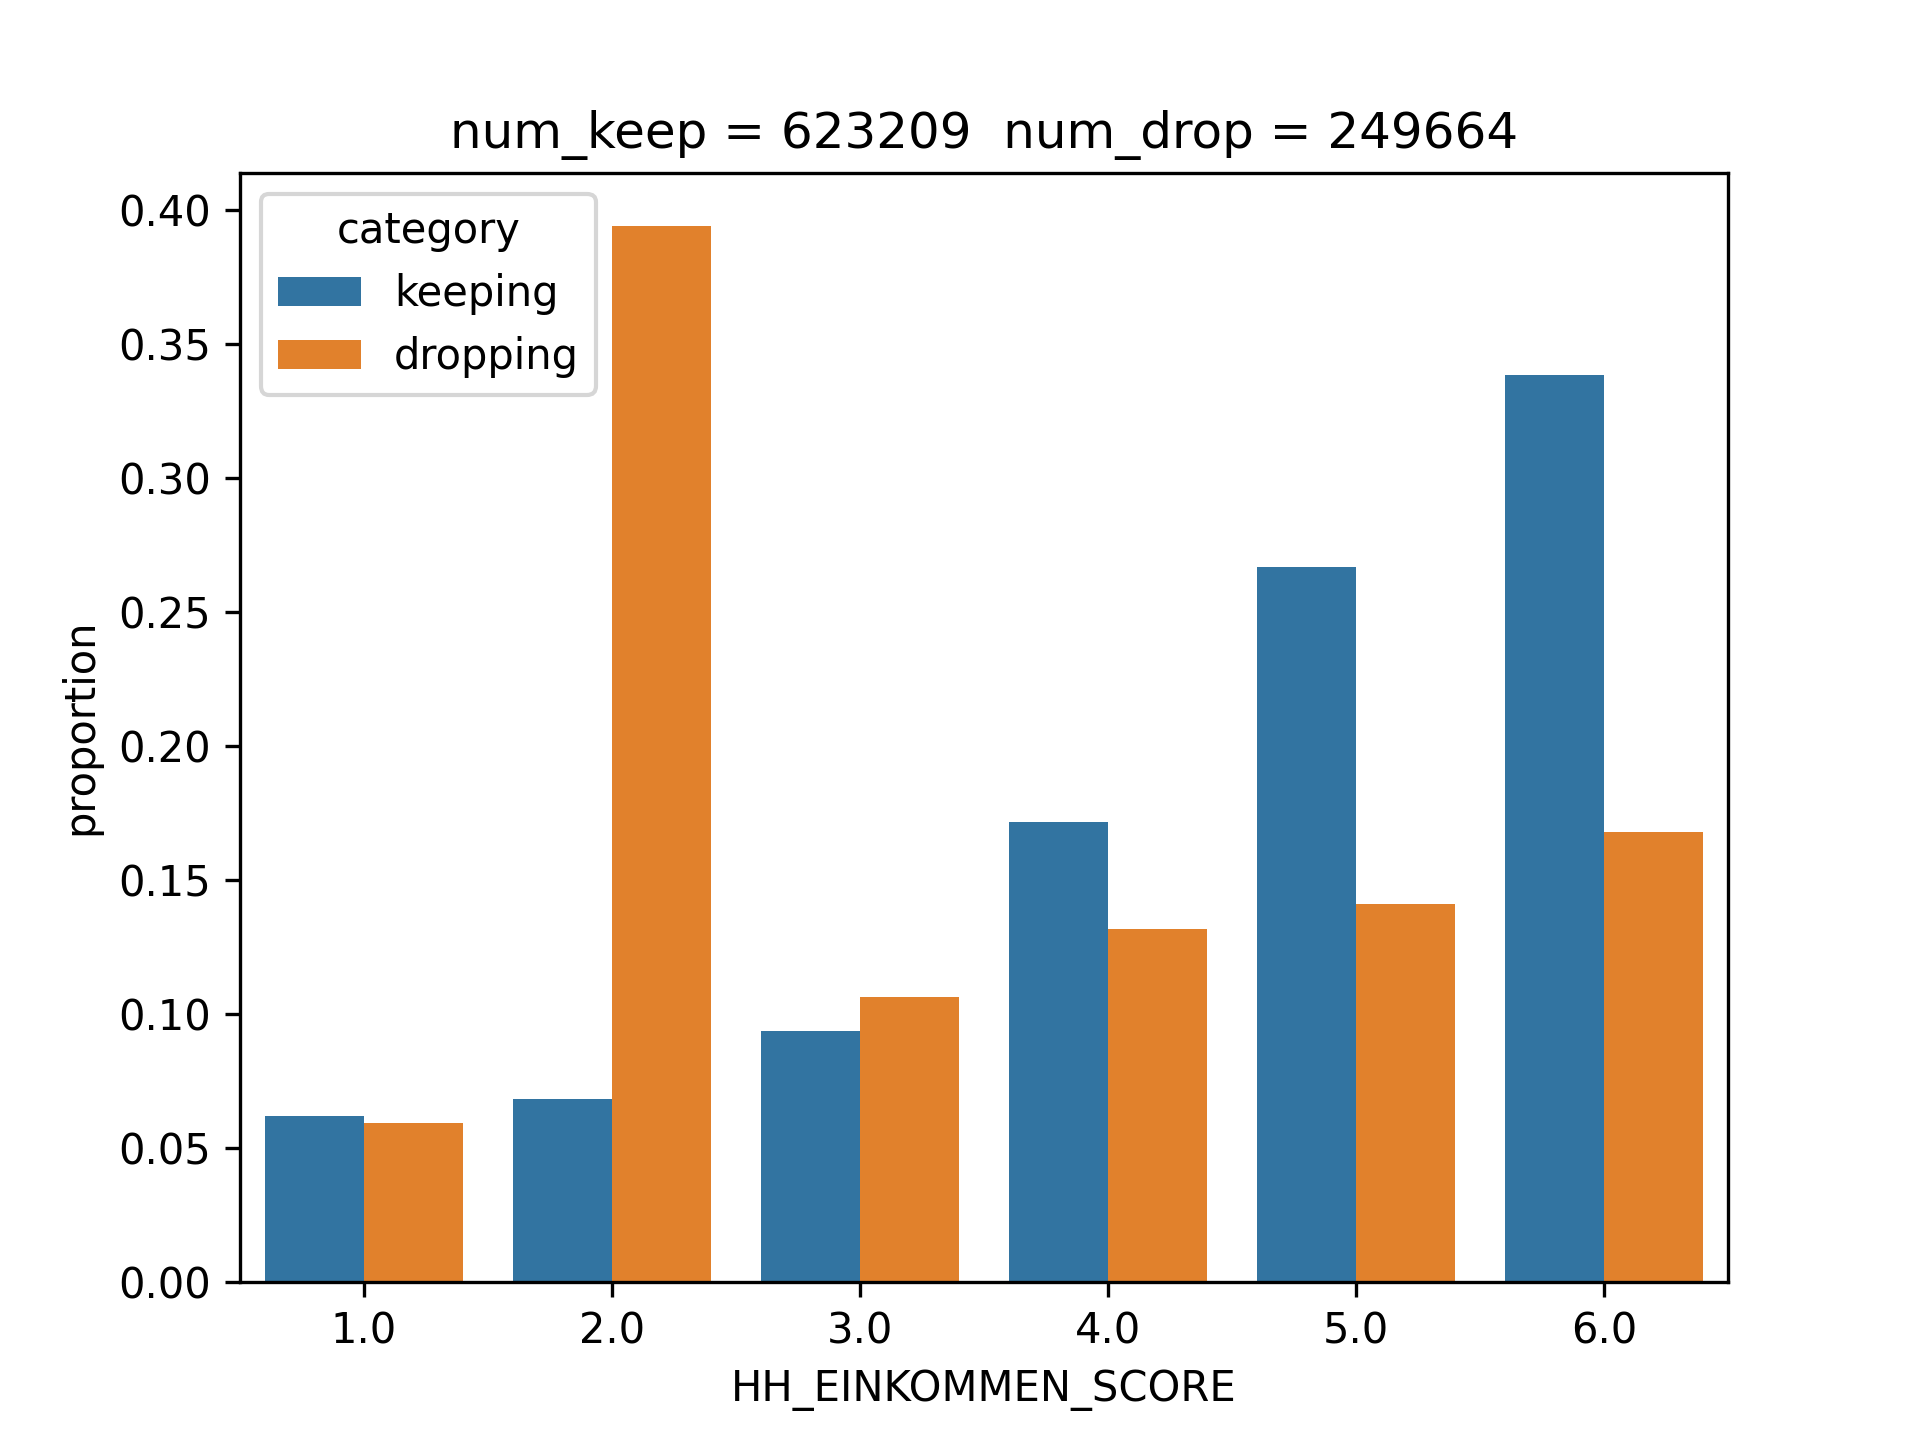 num_keep = 623209  num_drop = 249664
category
keeping
dropping
proportion
0.40
0.35
0.30
0.25
0.20
0.15
0.10
0.05
0.00
1.0 2.0 3.0 4.0 5.0 6.0
HH_EINKOMMEN_SCORE